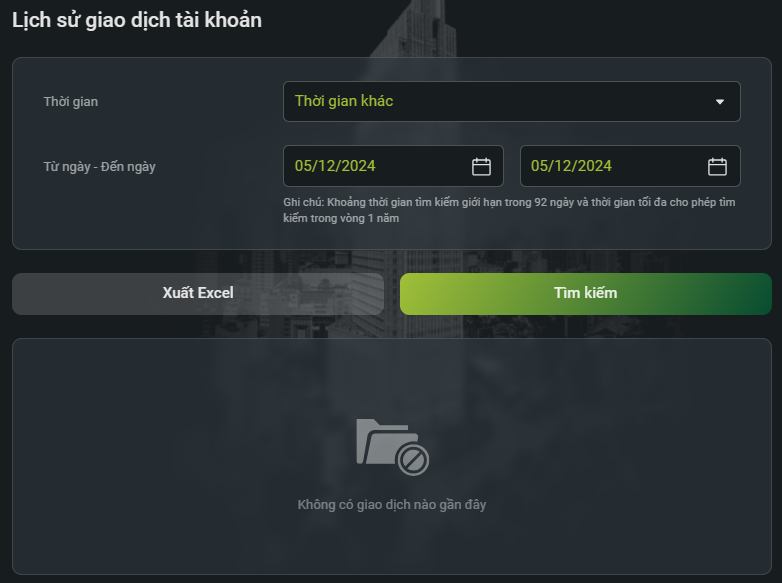 Lịch sử giao dịch tài khoản
Thời gian
Thời gian khác
Từ ngày - Đến ngày
05/12/2024
05/12/2024
Ghi chú: Khoảng thời gian tìm kiếm giới hạn trong 92 ngày và thời gian tối đa cho phép tìm
kiếm trong vòng 1 năm
Xuất Excel
Tìm kiếm
Không có giao dịch nào gần đây